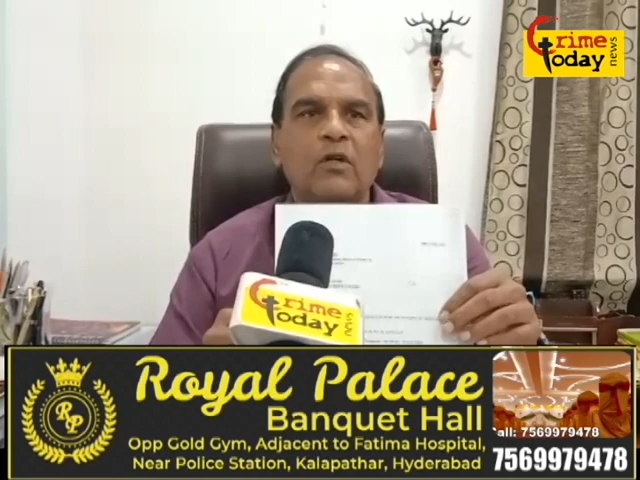 Crime
Today
news
Crime
Today
news
RP
Royal Palace
Banquet Hall
Opp Gold Gym, Adjacent to Fatima Hospital,
Near Police Station, Kalapathar, Hyderabad
Call: 7569979478
7569979478